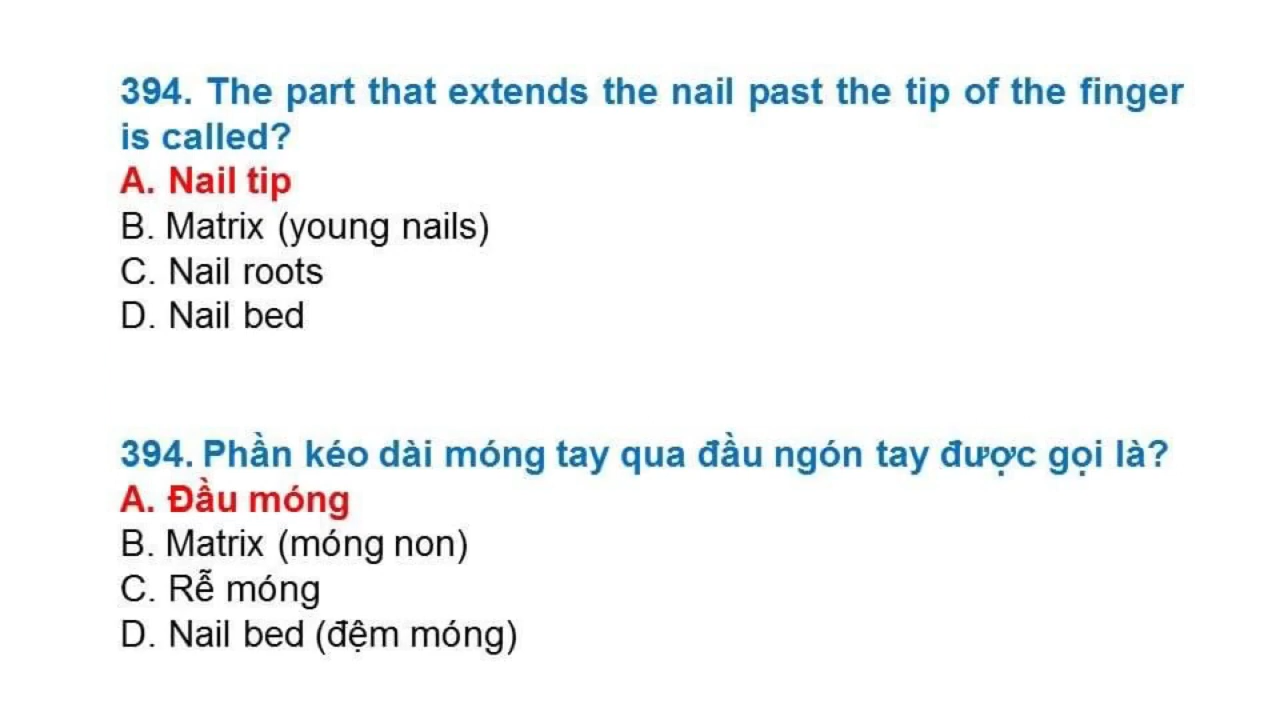 394. The part that extends the nail past the tip of the finger
is called?
A. Nail tip
B. Matrix (young nails)
C. Nail roots
D. Nail bed
394. Phần kéo dài móng tay qua đầu ngón tay được gọi là?
A. Đầu móng
B. Matrix (móng non)
C. Rễ móng
D. Nail bed (đệm móng)